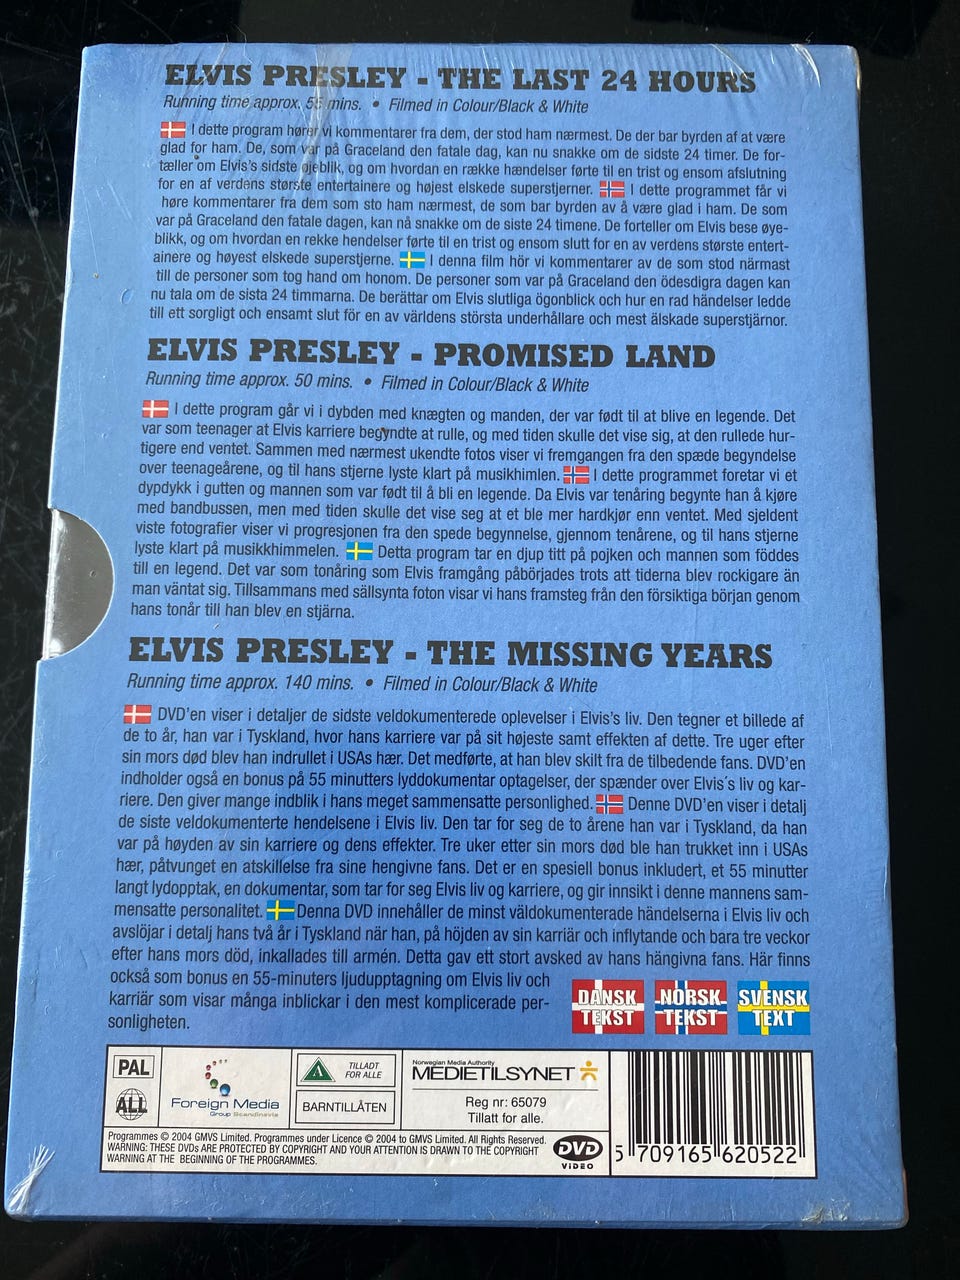 ELVIS PRESLEY - THE LAST 24 HOURS
Running time approx. 55 mins. • Filmed in Colour/Black & White
I dette program hører vi kommentarer fra dem, der stod ham nærmest. De der bar byrden af at være
glad for ham. De, som var på Graceland den fatale dag, kan nu snakke om de sidste 24 timer. De for-
tæller om Elvis's sidste øjeblik, og om hvordan en række hændelser førte til en trist og ensom afslutning
for en af verdens største entertainere og højest elskede superstjerner. I dette programmet får vi
høre kommentarer fra dem som sto ham nærmest, de som bar byrden av å være glad i ham. De som
var på Graceland den fatale dagen, kan nå snakke om de siste 24 timene. De forteller om Elvis bese øye-
blikk, og om hvordan en rekke hendelser førte til en trist og ensom slutt for en av verdens største entert-
ainere og høyest elskede superstjerne. I denna film hör vi kommentarer av de som stod närmast
till de personer som tog hand om honom. De personer som var på Graceland den ödesdigra dagen kan
nu tala om de sista 24 timmarna. De berättar om Elvis slutliga ögonblick och hur en rad händelser ledde
till ett sorgligt och ensamt slut för en av världens största underhållare och mest älskade superstjärnor.
ELVIS PRESLEY - PROMISED LAND
Running time approx. 50 mins. • Filmed in Colour/Black & White
I dette program går vi i dybden med knægten og manden, der var født til at blive en legende. Det
var som teenager at Elvis karriere begyndte at rulle, og med tiden skulle det vise sig, at den rullede hur-
tigere end ventet. Sammen med nærmest ukendte fotos viser vi fremgangen fra den spæde begyndelse
over teenageårene, og til hans stjerne lyste klart på musikhimlen. I dette programmet foretar vi et
dypdykk i gutten og mannen som var født til å bli en legende. Da Elvis var tenåring begynte han å kjøre
med bandbussen, men med tiden skulle det vise seg at et ble mer hardkjør enn ventet. Med sjeldent
viste fotografier viser vi progresjonen fra den spede begynnelse, gjennom tenårene, og til hans stjerne
lyste klart på musikkhimmelen. Detta program tar en djup titt på pojken och mannen som föddes
till en legend. Det var som tonåring som Elvis framgång påbörjades trots att tiderna blev rockigare än
man väntat sig. Tillsammans med sällsynta foton visar vi hans framsteg från den försiktiga början genom
hans tonår till han blev en stjärna.
ELVIS PRESLEY - THE MISSING YEARS
Running time approx. 140 mins. • Filmed in Colour/Black & White
DVD'en viser i detaljer de sidste veldokumenterede oplevelser i Elvis's liv. Den tegner et billede af
de to år, han var i Tyskland, hvor hans karriere var på sit højeste samt effekten af dette. Tre uger efter
sin mors død blev han indrullet i USAs hær. Det medførte, at han blev skilt fra de tilbedende fans. DVD'en
indholder også en bonus på 55 minutters lyddokumentar optagelser, der spænder over Elvis´s liv og kar-
riere. Den giver mange indblik i hans meget sammensatte personlighed. Denne DVD'en viser i detalj
de siste veldokumenterte hendelsene i Elvis liv. Den tar for seg de to årene han var i Tyskland, da han
var på høyden av sin karriere og dens effekter. Tre uker etter sin mors død ble han trukket inn i USAs
hær, påtvunget en atskillelse fra sine hengivne fans. Det er en spesiell bonus inkludert, et 55 minutter
langt lydopptak, en dokumentar, som tar for seg Elvis liv og karriere, og gir innsikt i denne mannens sam-
mensatte personalitet. Denna DVD innehåller de minst väldokumenterade händelserna i Elvis liv och
avslöjar i detalj hans två år i Tyskland när han, på höjden av sin karriär och inflytande och bara tre veckor
efter hans mors död, inkallades till armén. Detta gav ett stort avsked av hans hängivna fans. Här finns
också som bonus en 55-minuters ljudupptagning om Elvis liv och
karriär som visar många inblickar i den mest komplicerade per-
sonligheten.
DANSK TEKST
NORSK TEKST
SVENSK TEXT
PAL
ALL
Foreign Media
Group Scandinavia
A
TILLADT
FOR ALLE
BARNTILLÅTEN
Norwegian Media Authority
MEDIETILSYNET
Reg nr: 65079
Tillatt for alle.
Programmes © 2004 GMVS Limited. Programmes under Licence © 2004 to GMVS Limited. All Rights Reserved.
WARNING: THESE DVDs ARE PROTECTED BY COPYRIGHT AND YOUR ATTENTION IS DRAWN TO THE COPYRIGHT
WARNING AT THE BEGINNING OF THE PROGRAMMES.
DVD
VIDEO
5 709165 620522